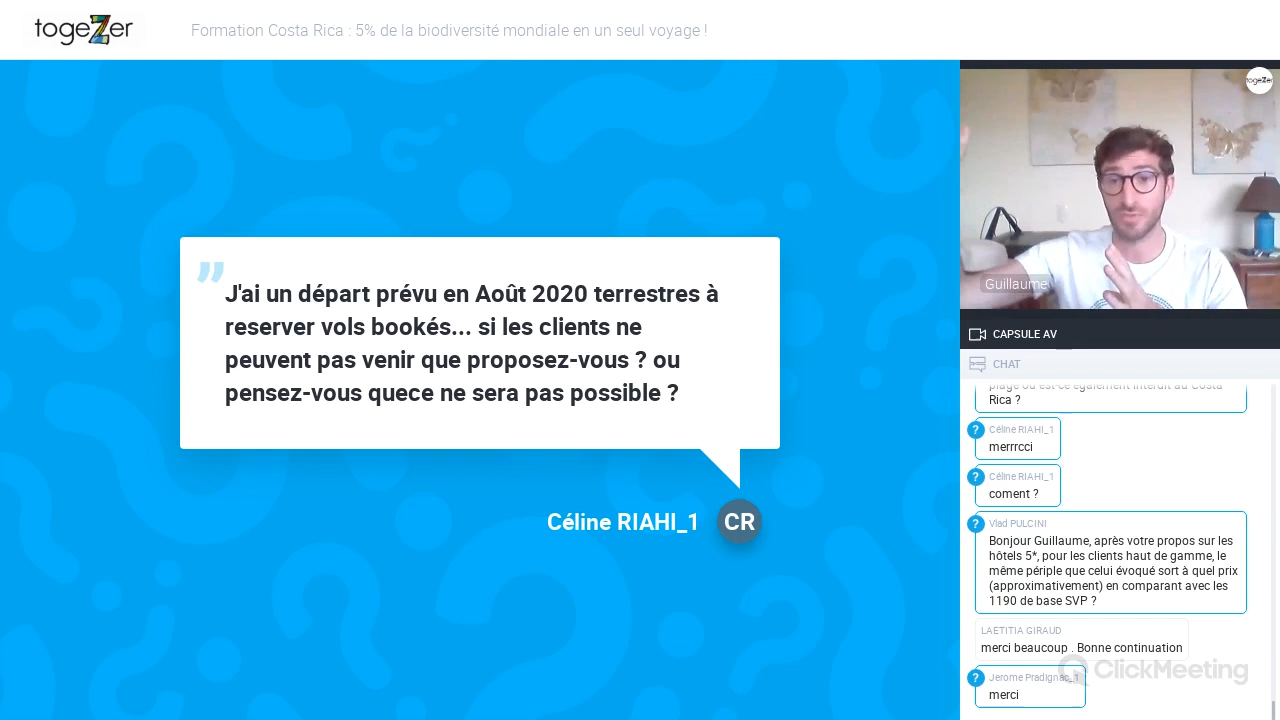 togeZer
Formation Costa Rica : 5% de la biodiversité mondiale en un seul voyage !
”
J'ai un départ prévu en Août 2020 terrestres à
reserver vols bookés... si les clients ne
peuvent pas venir que proposez-vous ? ou
pensez-vous quece ne sera pas possible ?
Céline RIAHI_1 CR
togeZer
Guillaume
CAPSULE AV
CHAT
plage ou est-ce également interdit au Costa
Rica ?
? Céline RIAHI_1
merrrcci
? Céline RIAHI_1
coment ?
? Vlad PULCINI
Bonjour Guillaume, après votre propos sur les
hôtels 5*, pour les clients haut de gamme, le
même périple que celui évoqué sort à quel prix
(approximativement) en comparant avec les
1190 de base SVP ?
LAETITIA GIRAUD
merci beaucoup . Bonne continuation
ClickMeeting
? Jerome Pradignac_1
merci